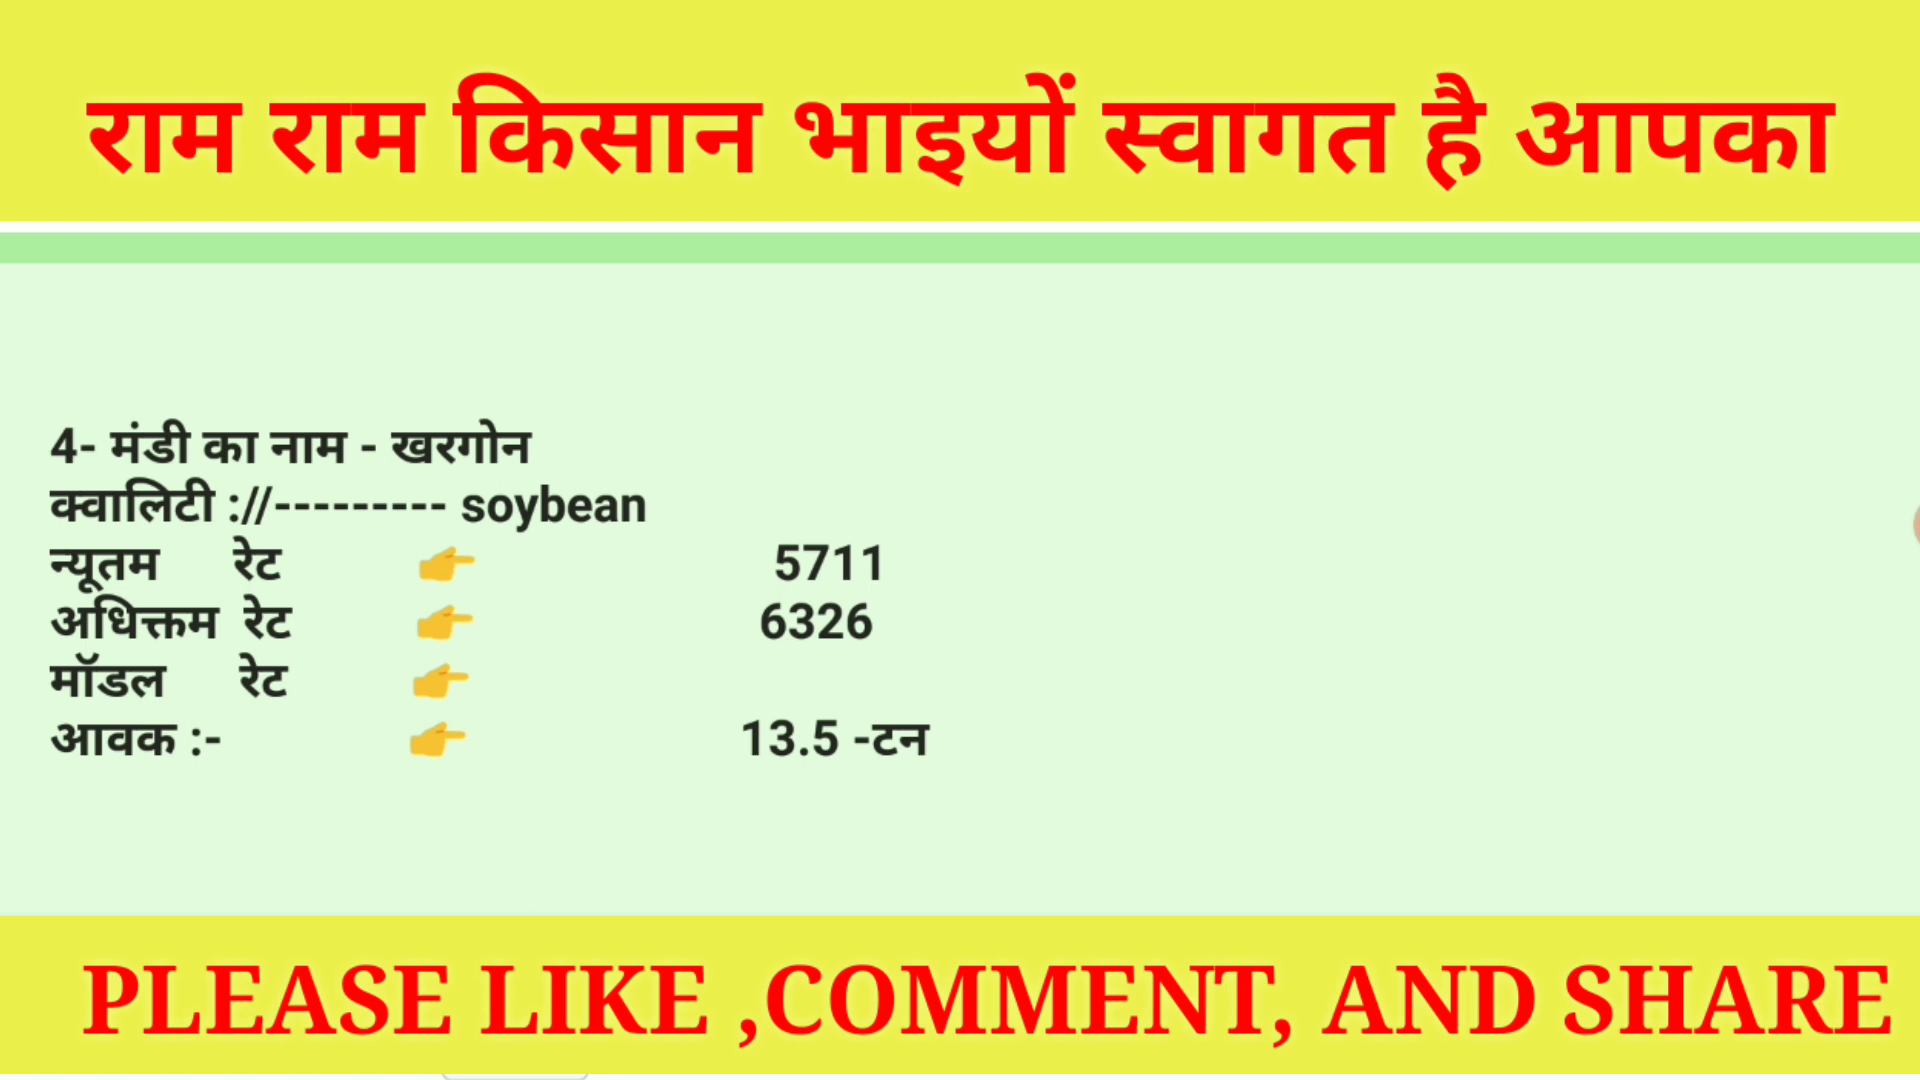 राम राम किसान भाइयों स्वागत है आपका
4- मंडी का नाम - खरगोन
क्वालिटी ://--------- soybean
न्यूतम रेट 👉 5711
अधिक्तम रेट 👉 6326
मॉडल रेट 👉
आवक :- 👉 13.5 -टन
PLEASE LIKE ,COMMENT, AND SHARE